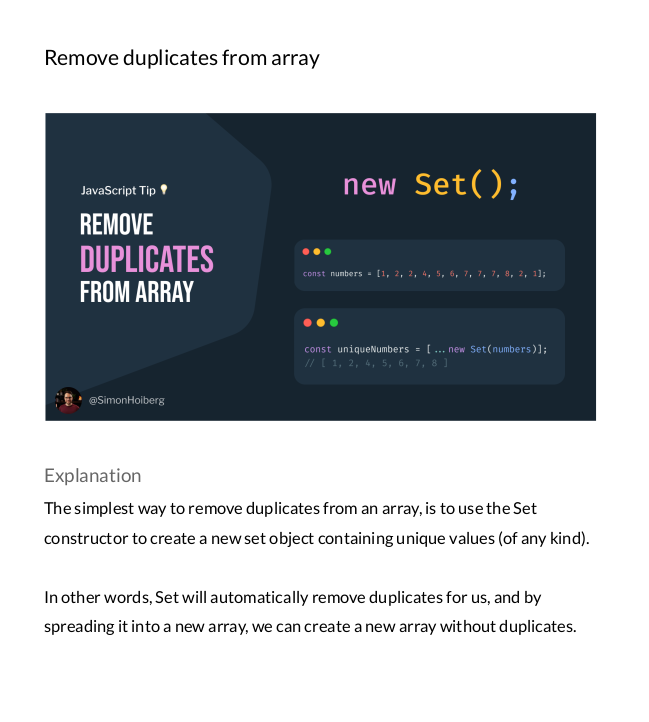 Remove duplicates from array
JavaScript Tip
REMOVE
DUPLICATES
FROM ARRAY
@SimonHoiberg
new Set();
const numbers = [1, 2, 2, 4, 5, 6, 7, 7, 7, 8, 2, 1];
const uniqueNumbers = [...new Set(numbers)];
// [ 1, 2, 4, 5, 6, 7, 8 ]
Explanation
The simplest way to remove duplicates from an array, is to use the Set
constructor to create a new set object containing unique values (of any kind).
In other words, Set will automatically remove duplicates for us, and by
spreading it into a new array, we can create a new array without duplicates.